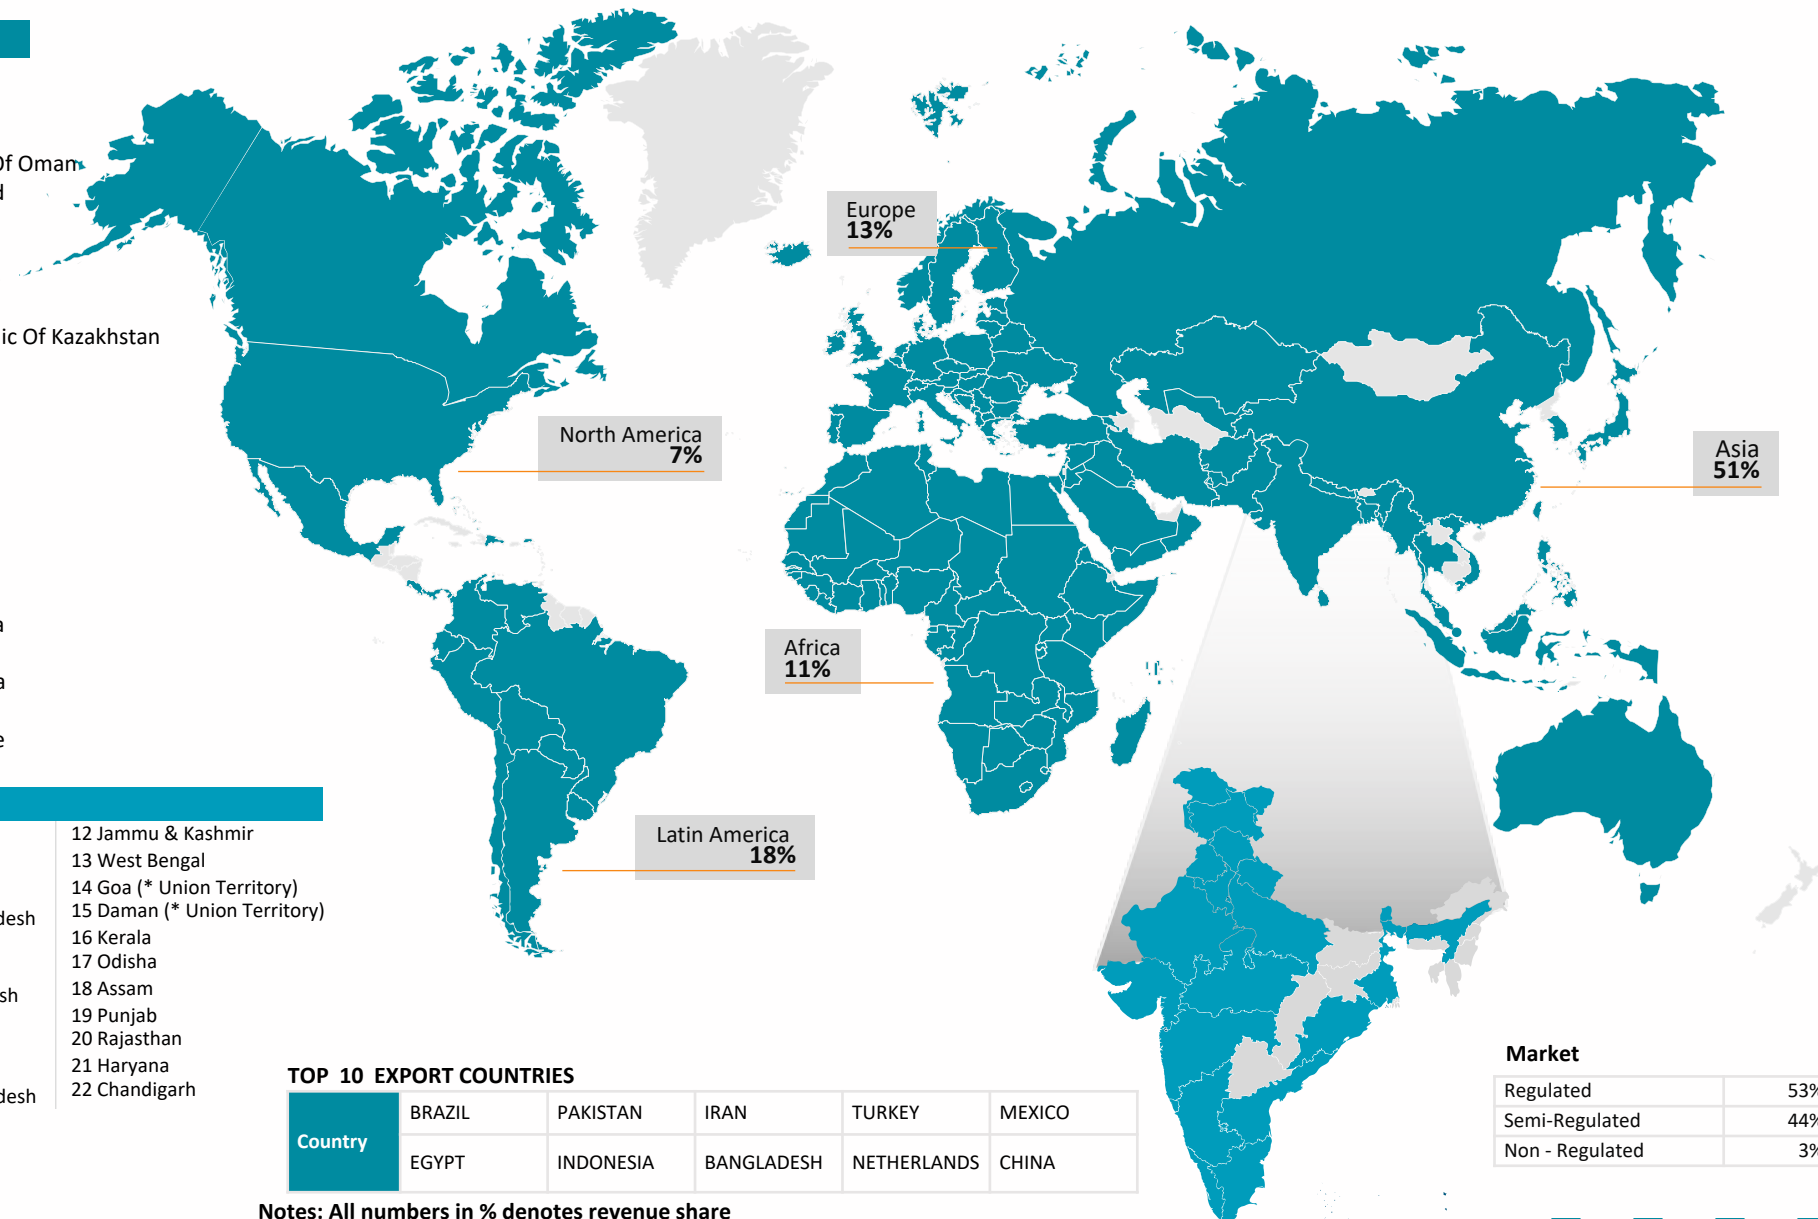 Of Oman
d
ic Of Kazakhstan
a
a
e
Europe
13%
North America
7%
Asia
51%
Africa
11%
Latin America
18%
desh
sh
desh
12 Jammu & Kashmir
13 West Bengal
14 Goa (* Union Territory)
15 Daman (* Union Territory)
16 Kerala
17 Odisha
18 Assam
19 Punjab
20 Rajasthan
21 Haryana
22 Chandigarh
TOP 10 EXPORT COUNTRIES
Country
BRAZIL PAKISTAN IRAN TURKEY MEXICO
EGYPT INDONESIA BANGLADESH NETHERLANDS CHINA
Notes: All numbers in % denotes revenue share
Market
Regulated 53%
Semi-Regulated 44%
Non - Regulated 3%